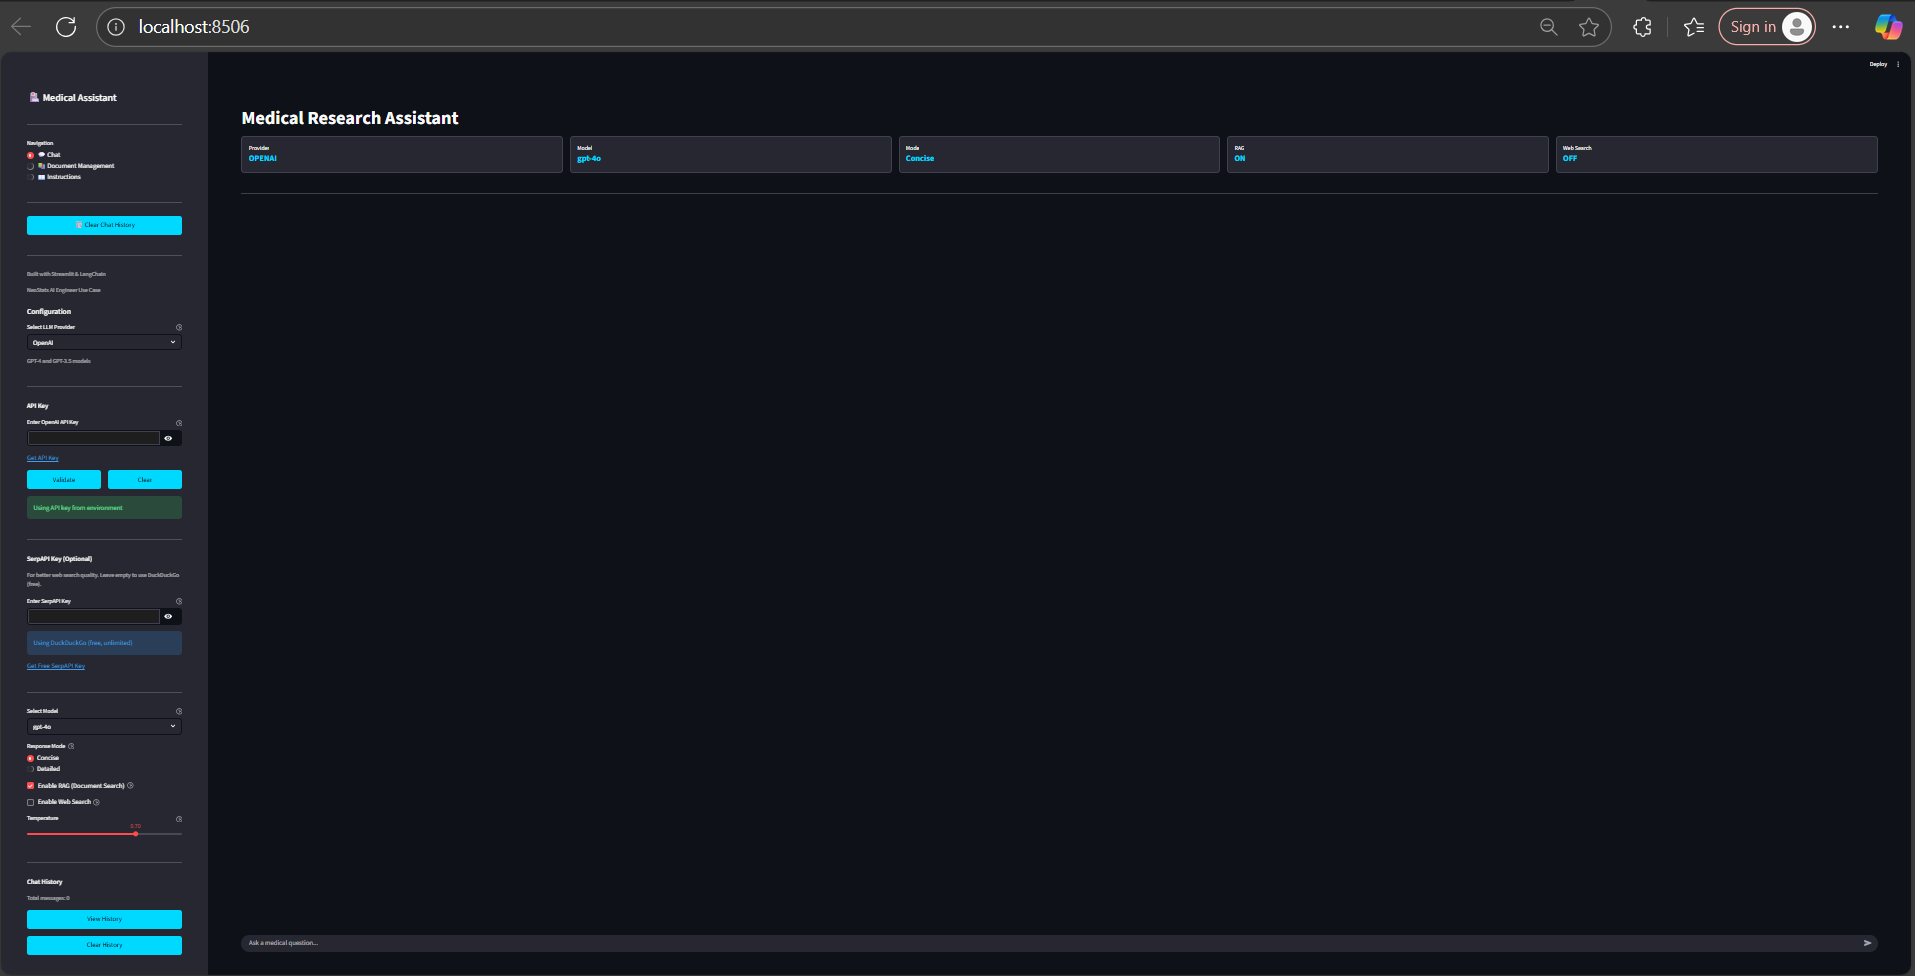 localhost:8506
Sign in
Deploy
Medical Assistant
Navigation
Chat
Document Management
Instructions
Clear Chat History
Built with Streamlit & LangChain
NeoStats AI Engineer Use Case
Configuration
Select LLM Provider
OpenAI
GPT-4 and GPT-3.5 models
API Key
Enter OpenAI API Key
Get API Key
Validate
Clear
Using API key from environment
SerpAPI Key (Optional)
For better web search quality. Leave empty to use DuckDuckGo
(free).
Enter SerpAPI Key
Using DuckDuckGo (free, unlimited)
Get Free SerpAPI Key
Select Model
gpt-4o
Response Mode
Concise
Detailed
Enable RAG (Document Search)
Enable Web Search
Temperature
0.70
Chat History
Total messages: 0
View History
Clear History
Medical Research Assistant
Provider
OPENAI
Model
gpt-4o
Mode
Concise
RAG
ON
Web Search
OFF
Ask a medical question...